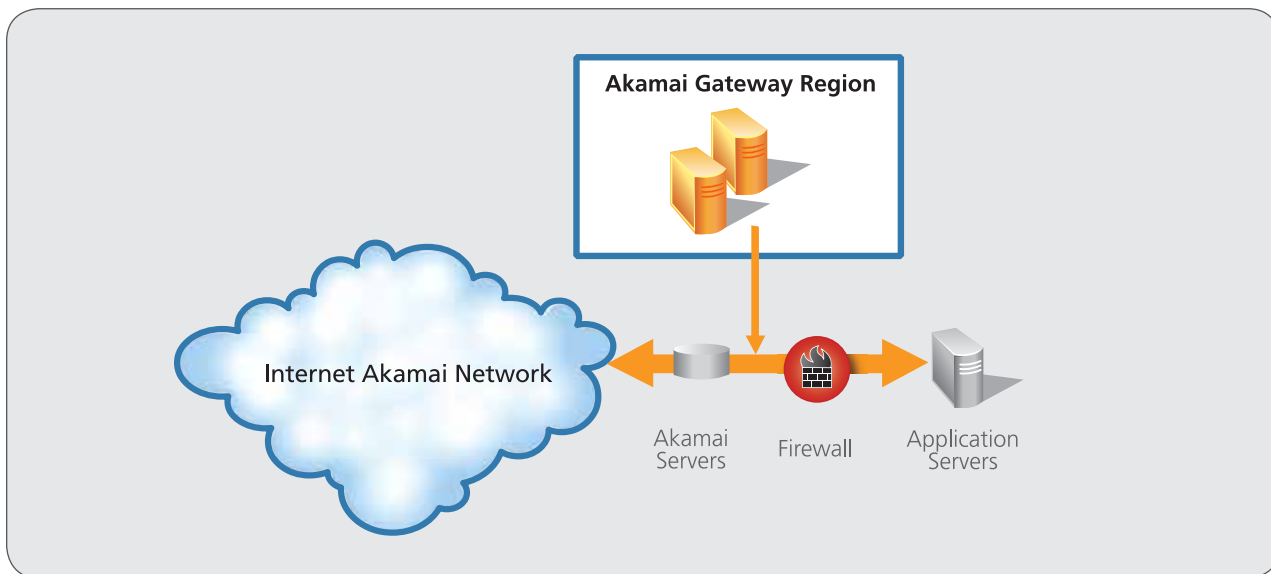 Akamai Gateway Region
Internet Akamai Network
Akamai
Servers
Firewall
Application
Servers